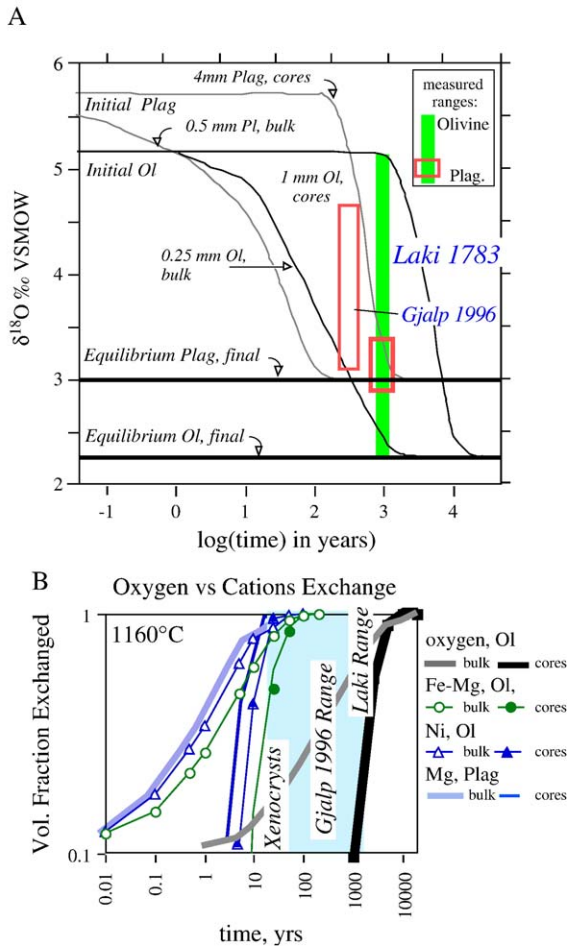 A
6
5
4
3
2
δ¹⁸O ‰ VSMOW
4mm Plag, cores
Initial Plag
0.5 mm Pl, bulk
Initial Ol
1 mm Ol,
cores
0.25 mm Ol,
bulk
measured
ranges:
Olivine
Plag.
Laki 1783
Gjalp 1996
Equilibrium Plag, final
Equilibrium Ol, final
-1
0
1
2
3
4
log(time) in years
B
Oxygen vs Cations Exchange
1
1160°C
0.1
Vol. Fraction Exchanged
Xenocrysts
Gjalp 1996 Range
Laki Range
oxygen, Ol
bulk cores
Fe-Mg, Ol,
bulk cores
Ni, Ol
bulk cores
Mg, Plag
bulk cores
0.01
0.1
1
10
100
1000
10000
time, yrs